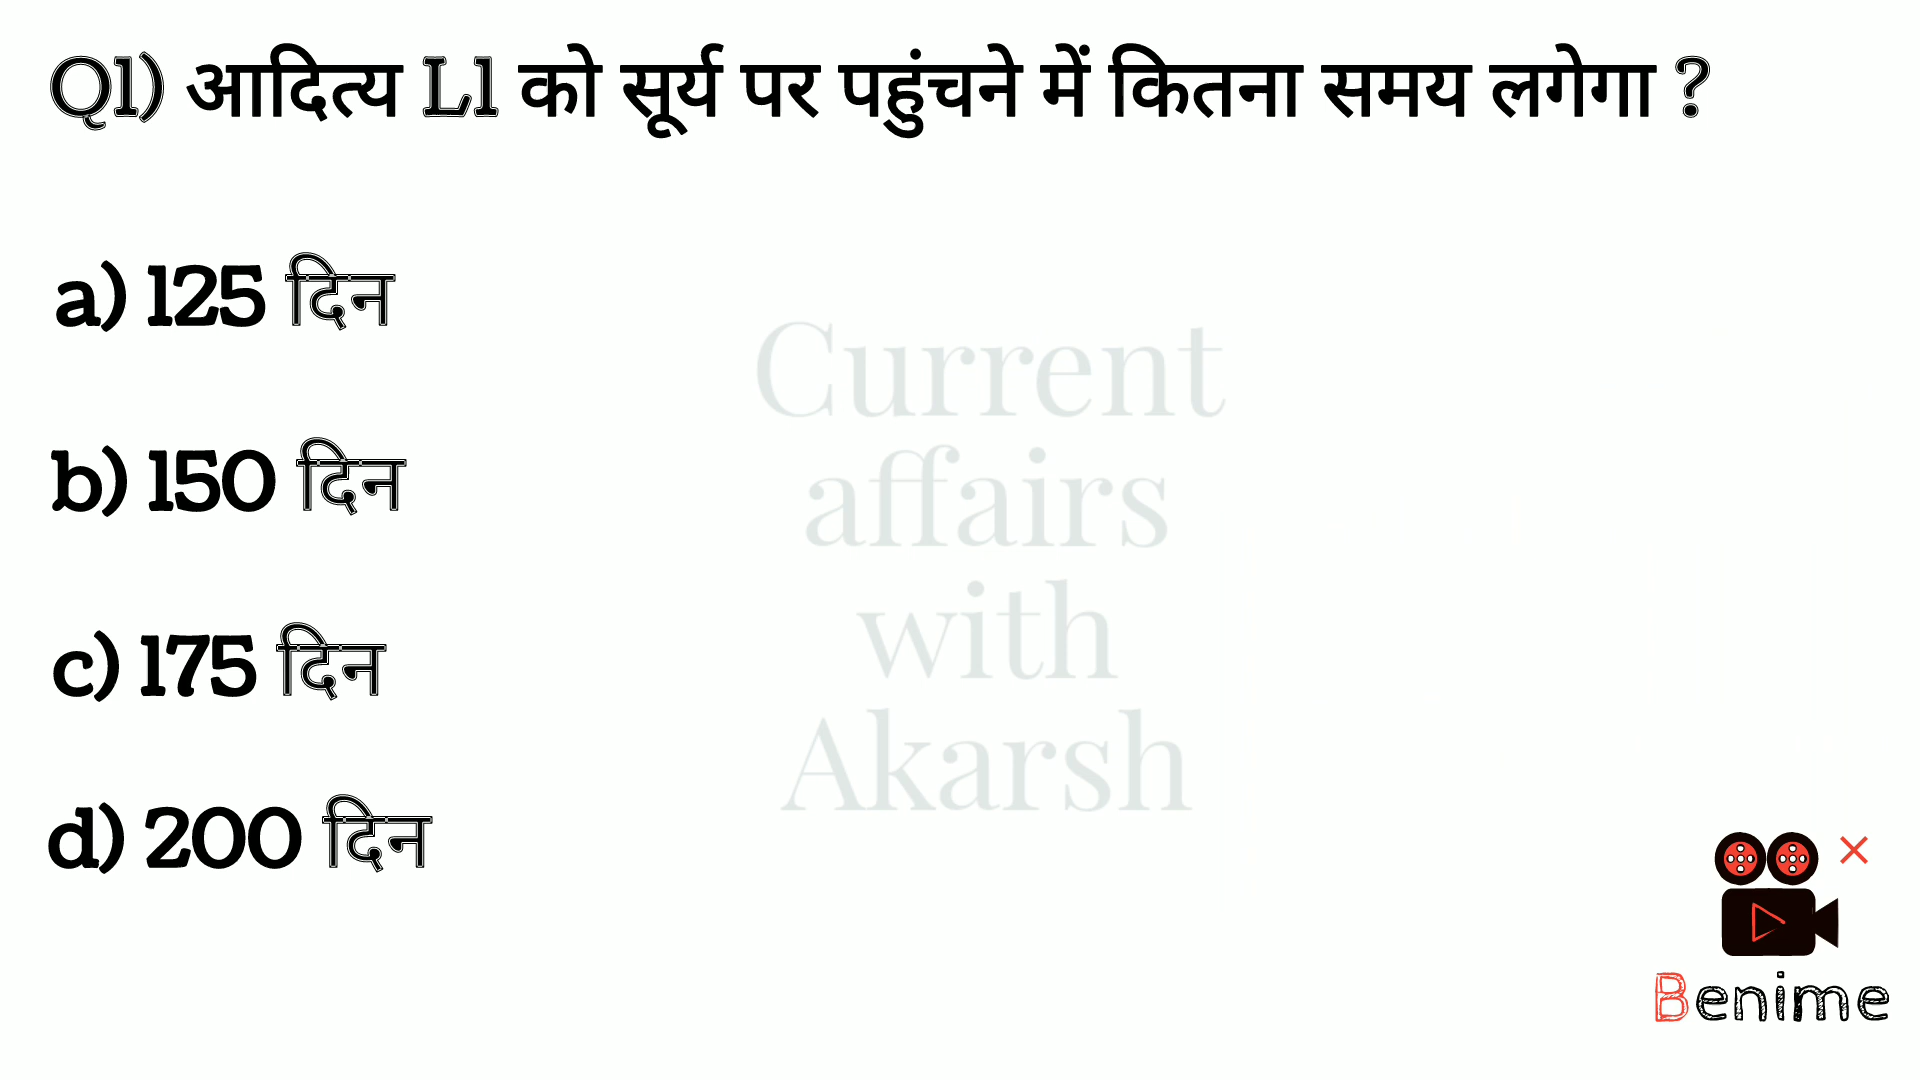 Q1) आदित्य L1 को सूर्य पर पहुंचने में कितना समय लगेगा ?
a) 125 दिन
b) 150 दिन
c) 175 दिन
d) 200 दिन
Current
affairs
with
Akarsh
Benime